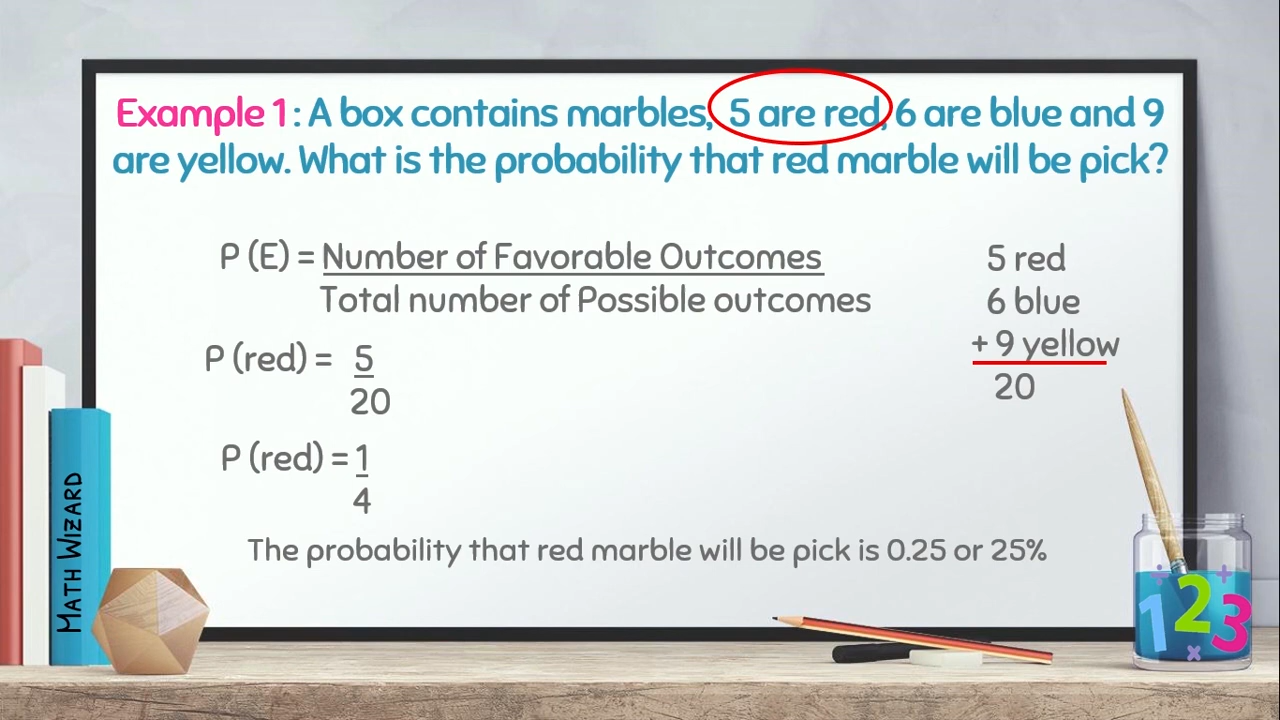 Example 1: A box contains marbles, 5 are red, 6 are blue and 9
are yellow. What is the probability that red marble will be pick?
P (E) = Number of Favorable Outcomes
Total number of Possible outcomes
5 red
6 blue
+ 9 yellow
20
P (red) = 5
20
P (red) = 1
4
The probability that red marble will be pick is 0.25 or 25%
MATH WIZARD
÷ +
1 2 3
x